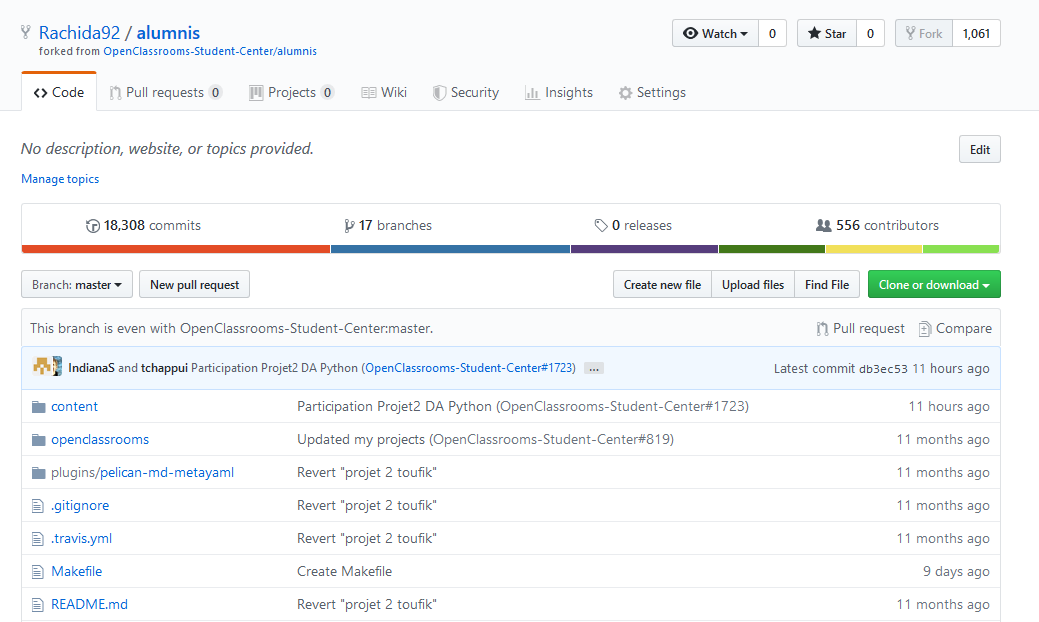 Rachida92 / alumnis
forked from OpenClassrooms-Student-Center/alumnis
Watch 0 Star 0 Fork 1,061
Code Pull requests 0 Projects 0 Wiki Security Insights Settings
No description, website, or topics provided. Edit
Manage topics
18,308 commits 17 branches 0 releases 556 contributors
Branch: master New pull request Create new file Upload files Find File Clone or download
This branch is even with OpenClassrooms-Student-Center:master. Pull request Compare
IndianaS and tchappui Participation Projet2 DA Python (OpenClassrooms-Student-Center#1723) ... Latest commit db3ec53 11 hours ago
content Participation Projet2 DA Python (OpenClassrooms-Student-Center#1723) 11 hours ago
openclassrooms Updated my projects (OpenClassrooms-Student-Center#819) 11 months ago
plugins/pelican-md-metayaml Revert "projet 2 toufik" 11 months ago
.gitignore Revert "projet 2 toufik" 11 months ago
.travis.yml Revert "projet 2 toufik" 11 months ago
Makefile Create Makefile 9 days ago
README.md Revert "projet 2 toufik" 11 months ago